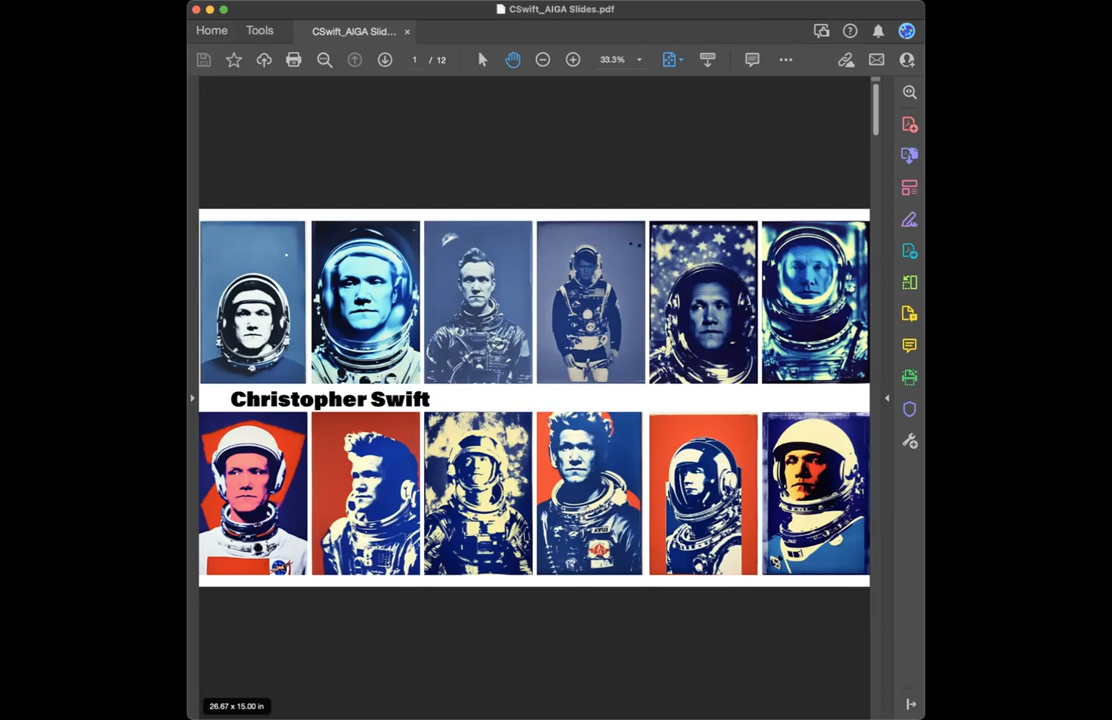 CSwift_AIGA Slides.pdf
Home
Tools
CSwift_AIGA Slid...
1 / 12
33.3%
Christopher Swift
26.67 x 15.00 in